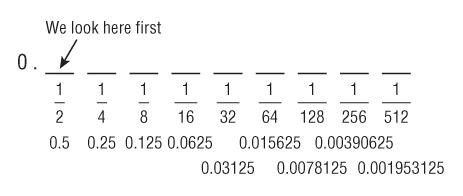 We look here first
0.
1 1 1 1 1 1 1 1 1
2 4 8 16 32 64 128 256 512
0.5 0.25 0.125 0.0625 0.015625 0.00390625
0.03125 0.0078125 0.001953125